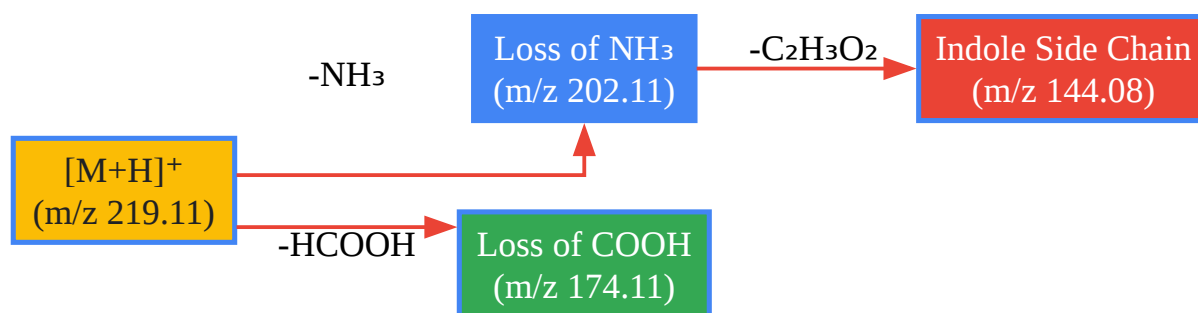 Loss of NH₃
(m/z 202.11)
-C₂H₃O₂
Indole Side Chain
(m/z 144.08)
-NH₃
[M+H]⁺
(m/z 219.11)
-HCOOH
Loss of COOH
(m/z 174.11)